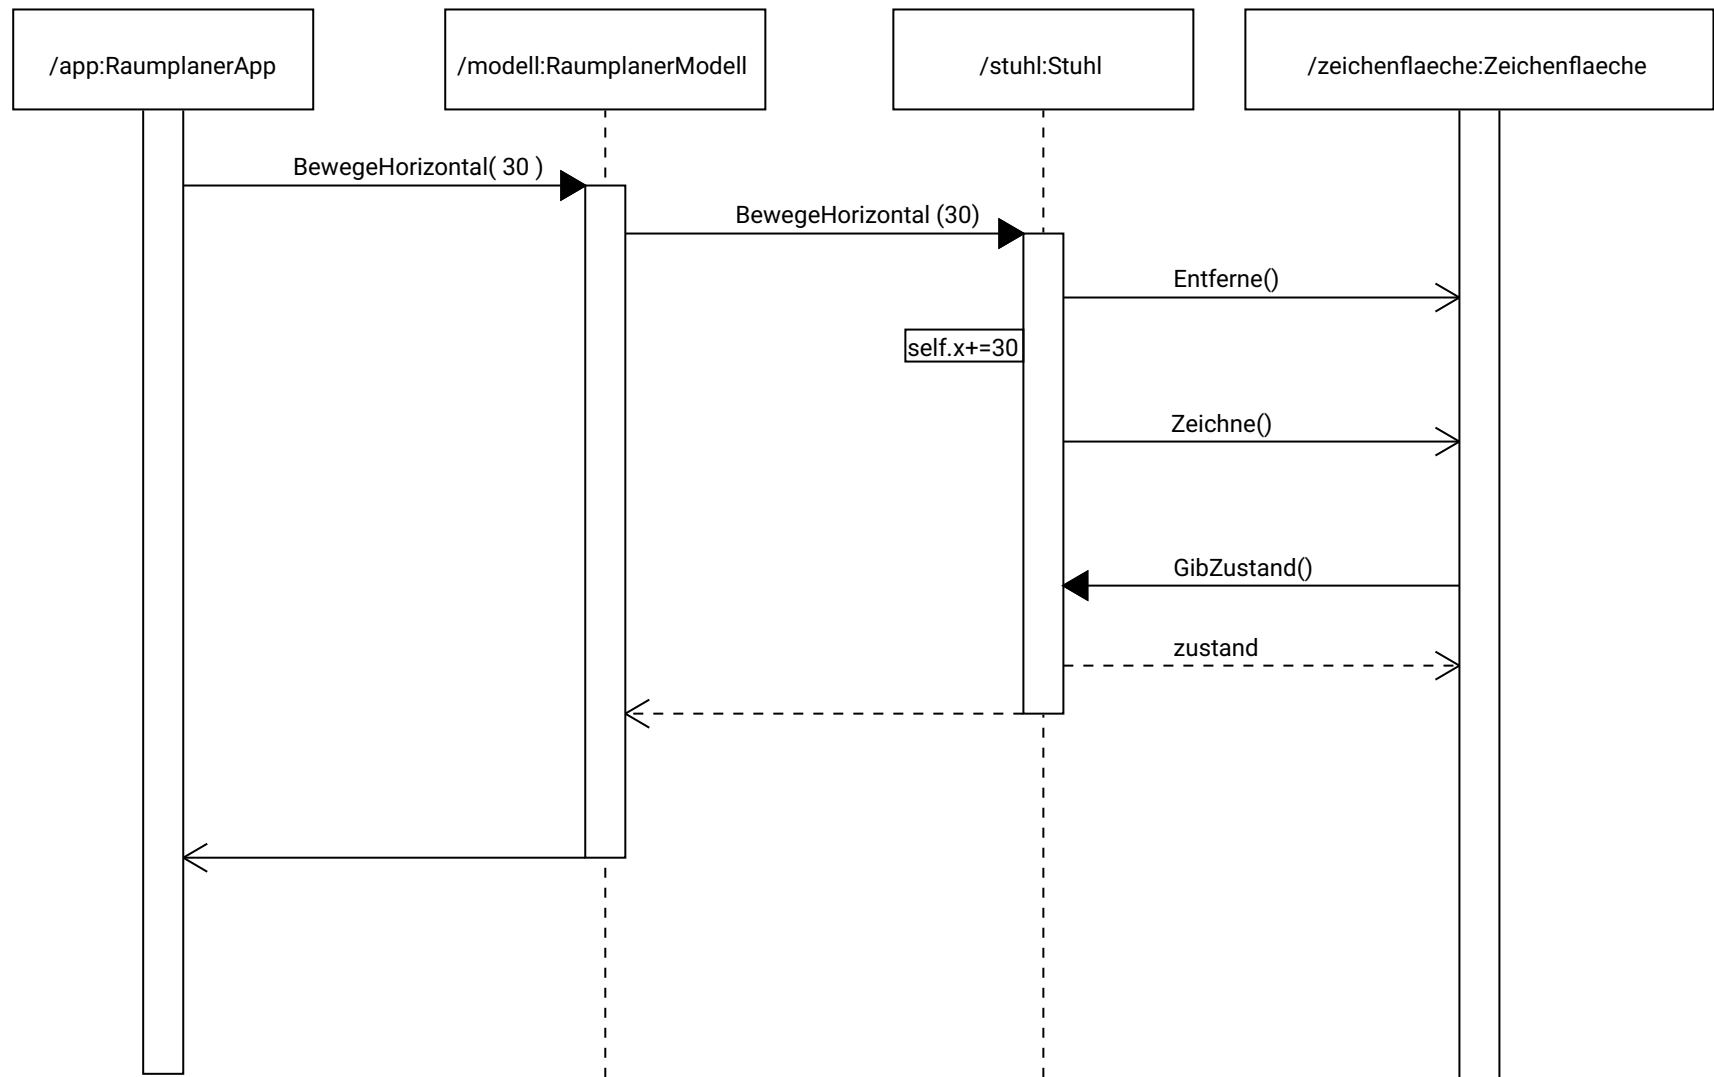 /app:RaumplanerApp
/modell:RaumplanerModell
/stuhl:Stuhl
/zeichenflaeche:Zeichenflaeche
BewegeHorizontal( 30 )
BewegeHorizontal (30)
Entferne()
self.x+=30
Zeichne()
GibZustand()
zustand